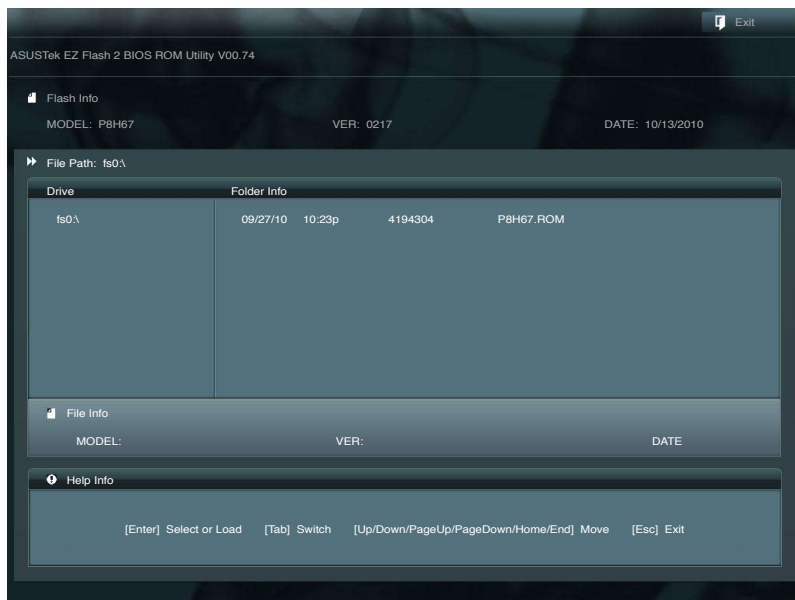 Exit
ASUSTek EZ Flash 2 BIOS ROM Utility V00.74
Flash Info
MODEL: P8H67 VER: 0217 DATE: 10/13/2010
File Path: fs0:\
Drive Folder Info
fs0:\ 09/27/10 10:23p 4194304 P8H67.ROM
File Info
MODEL: VER: DATE
Help Info
[Enter] Select or Load [Tab] Switch [Up/Down/PageUp/PageDown/Home/End] Move [Esc] Exit